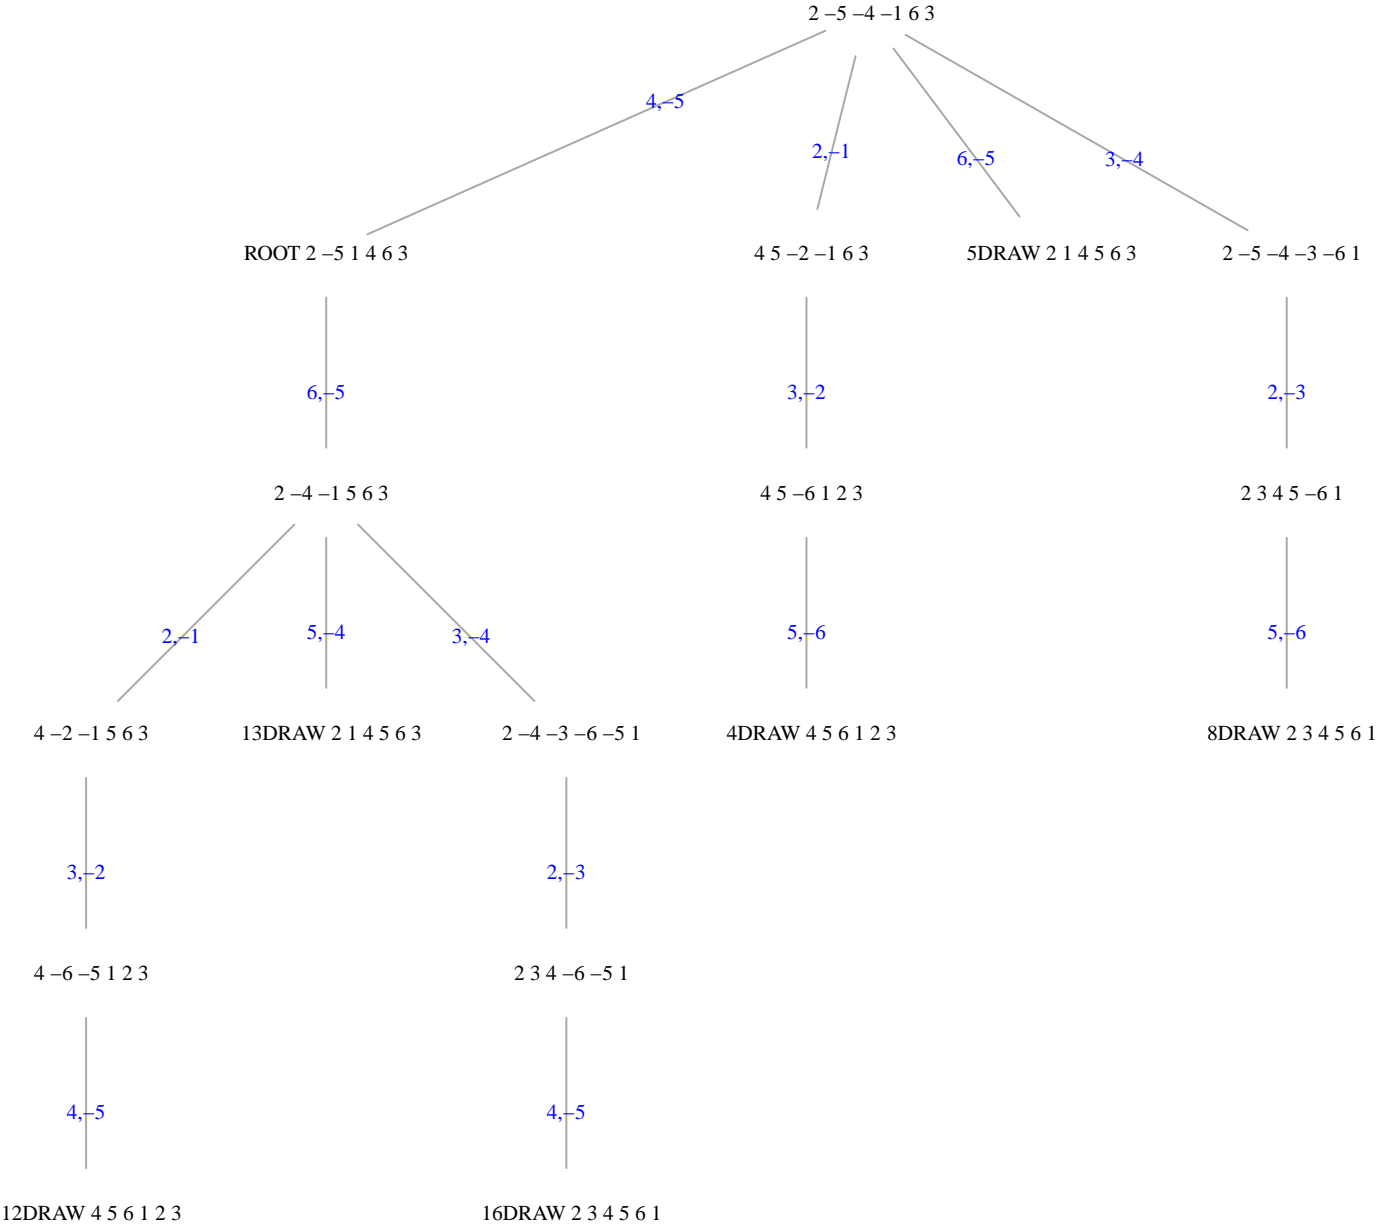 2 –5 –4 –1 6 3
4,–5
2,–1
6,–5
3,–4
ROOT 2 –5 1 4 6 3
4 5 –2 –1 6 3
5DRAW 2 1 4 5 6 3
2 –5 –4 –3 –6 1
6,–5
3,–2
2,–3
2 –4 –1 5 6 3
4 5 –6 1 2 3
2 3 4 5 –6 1
2,–1
5,–4
3,–4
5,–6
5,–6
4 –2 –1 5 6 3
13DRAW 2 1 4 5 6 3
2 –4 –3 –6 –5 1
4DRAW 4 5 6 1 2 3
8DRAW 2 3 4 5 6 1
3,–2
2,–3
4 –6 –5 1 2 3
2 3 4 –6 –5 1
4,–5
4,–5
12DRAW 4 5 6 1 2 3
16DRAW 2 3 4 5 6 1